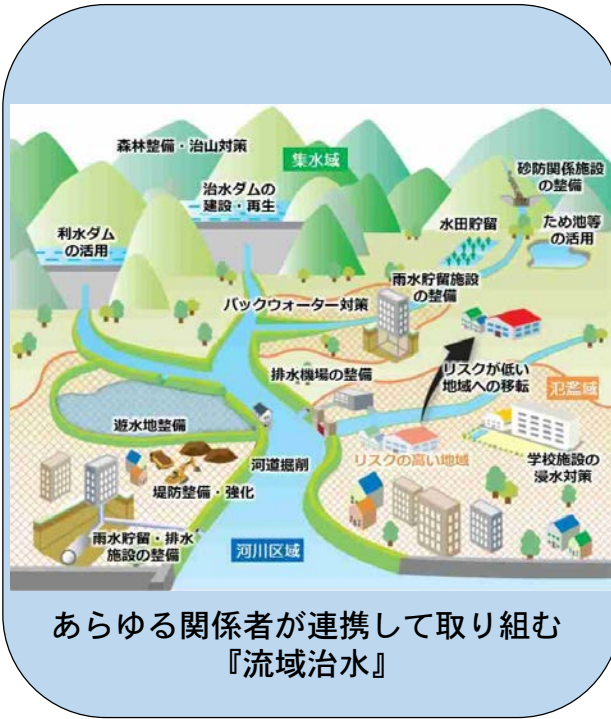 森林整備・治山対策
集水域
砂防関係施設
の整備
治水ダムの
建設・再生
水田貯留
ため池等
の活用
利水ダム
の活用
雨水貯留施設
の整備
バックウォーター対策
排水機場の整備
リスクが低い
地域への移転
氾濫域
遊水地整備
河道掘削
リスクの高い地域
学校施設の
浸水対策
堤防整備・強化
雨水貯留・排水
施設の整備
河川区域
あらゆる関係者が連携して取り組む
『流域治水』